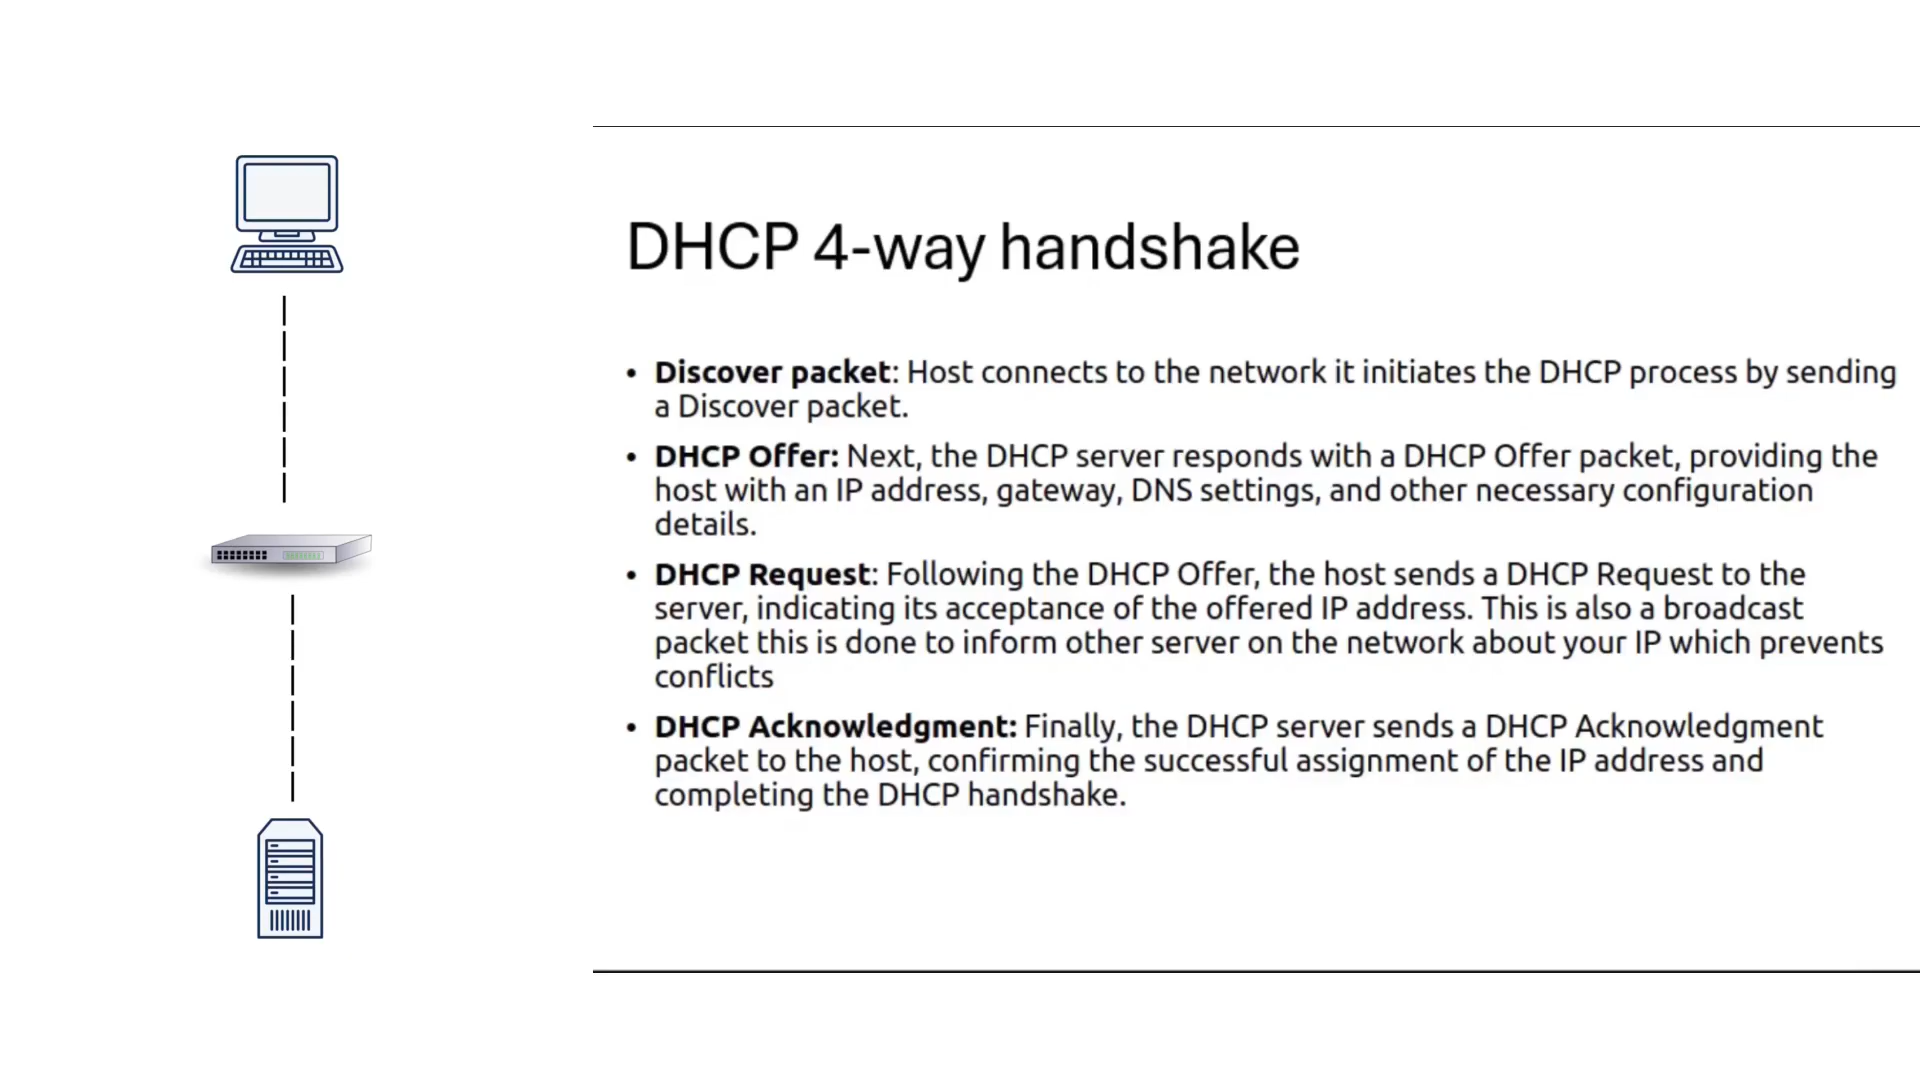 DHCP 4-way handshake
• Discover packet: Host connects to the network it initiates the DHCP process by sending
a Discover packet.
• DHCP Offer: Next, the DHCP server responds with a DHCP Offer packet, providing the
host with an IP address, gateway, DNS settings, and other necessary configuration
details.
• DHCP Request: Following the DHCP Offer, the host sends a DHCP Request to the
server, indicating its acceptance of the offered IP address. This is also a broadcast
packet this is done to inform other server on the network about your IP which prevents
conflicts
• DHCP Acknowledgment: Finally, the DHCP server sends a DHCP Acknowledgment
packet to the host, confirming the successful assignment of the IP address and
completing the DHCP handshake.